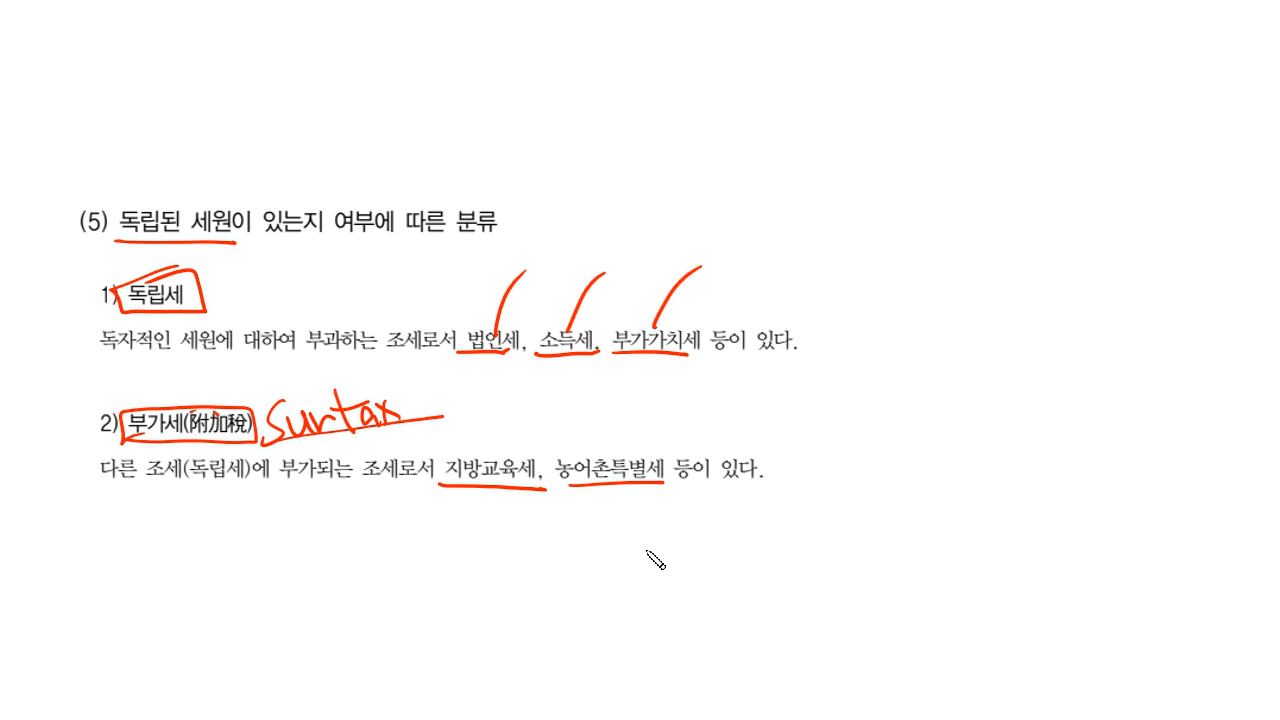 (5) 독립된 세원이 있는지 여부에 따른 분류
1) 독립세
독자적인 세원에 대하여 부과하는 조세로서 법인세, 소득세, 부가가치세 등이 있다.
2) 부가세(附加稅) Surtax
다른 조세(독립세)에 부가되는 조세로서 지방교육세, 농어촌특별세 등이 있다.